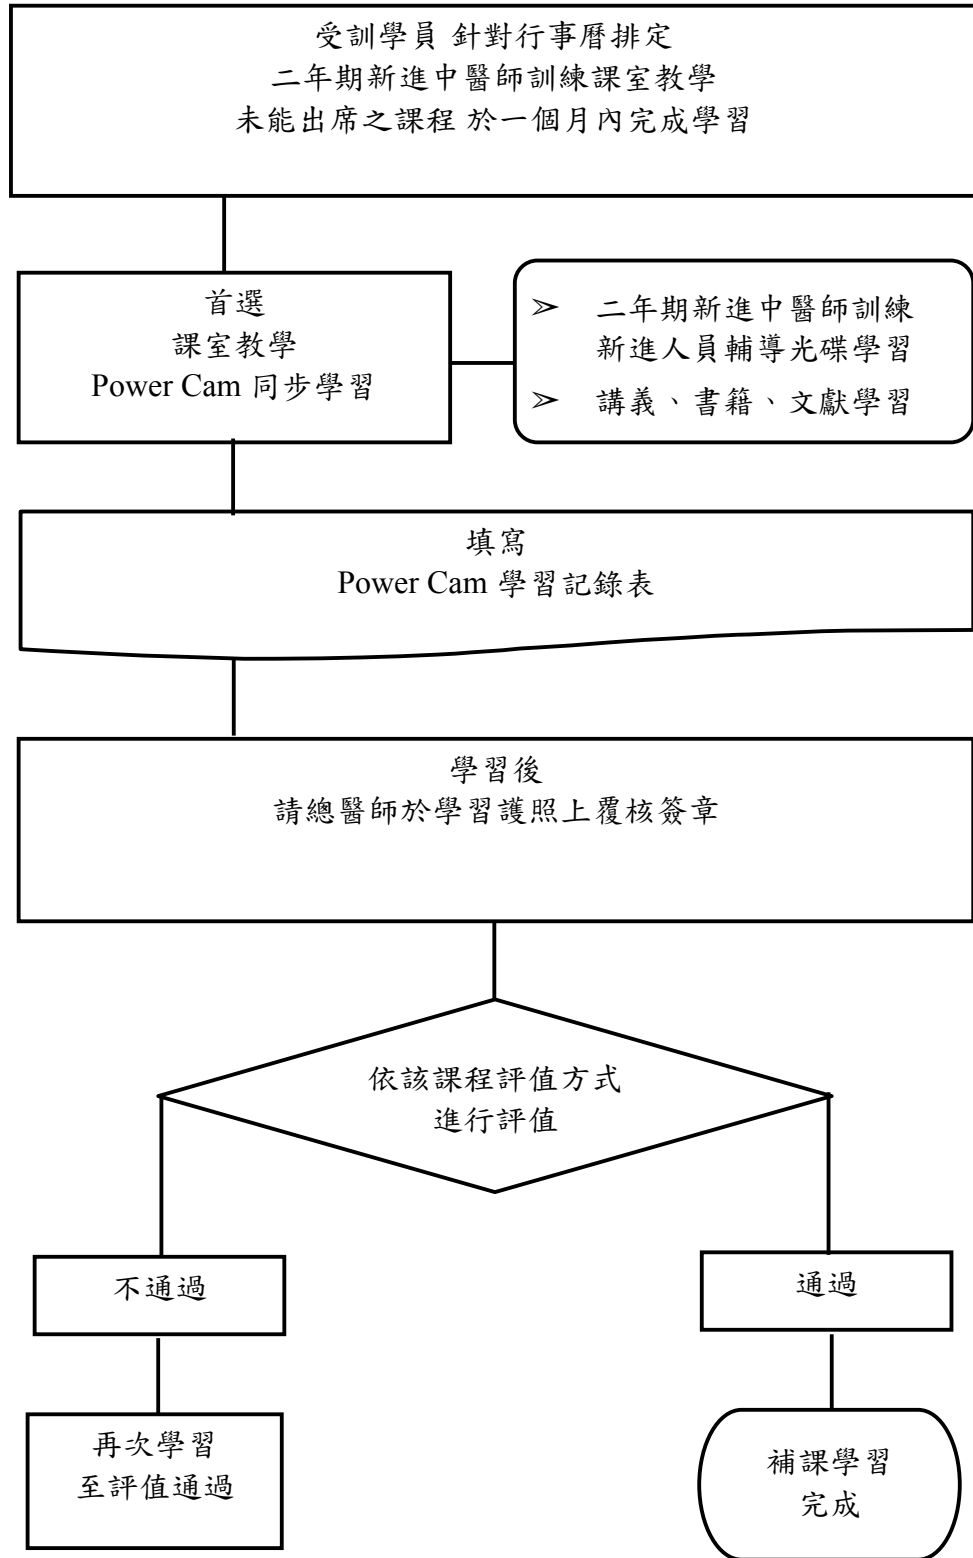 受訓學員 針對行事曆排定
二年期新進中醫師訓練課室教學
未能出席之課程 於一個月內完成學習
首選
課室教學
Power Cam 同步學習
➢ 二年期新進中醫師訓練
新進人員輔導光碟學習
➢ 講義、書籍、文獻學習
填寫
Power Cam 學習記錄表
學習後
請總醫師於學習護照上覆核簽章
依該課程評值方式
進行評值
不通過
通過
再次學習
至評值通過
補課學習
完成